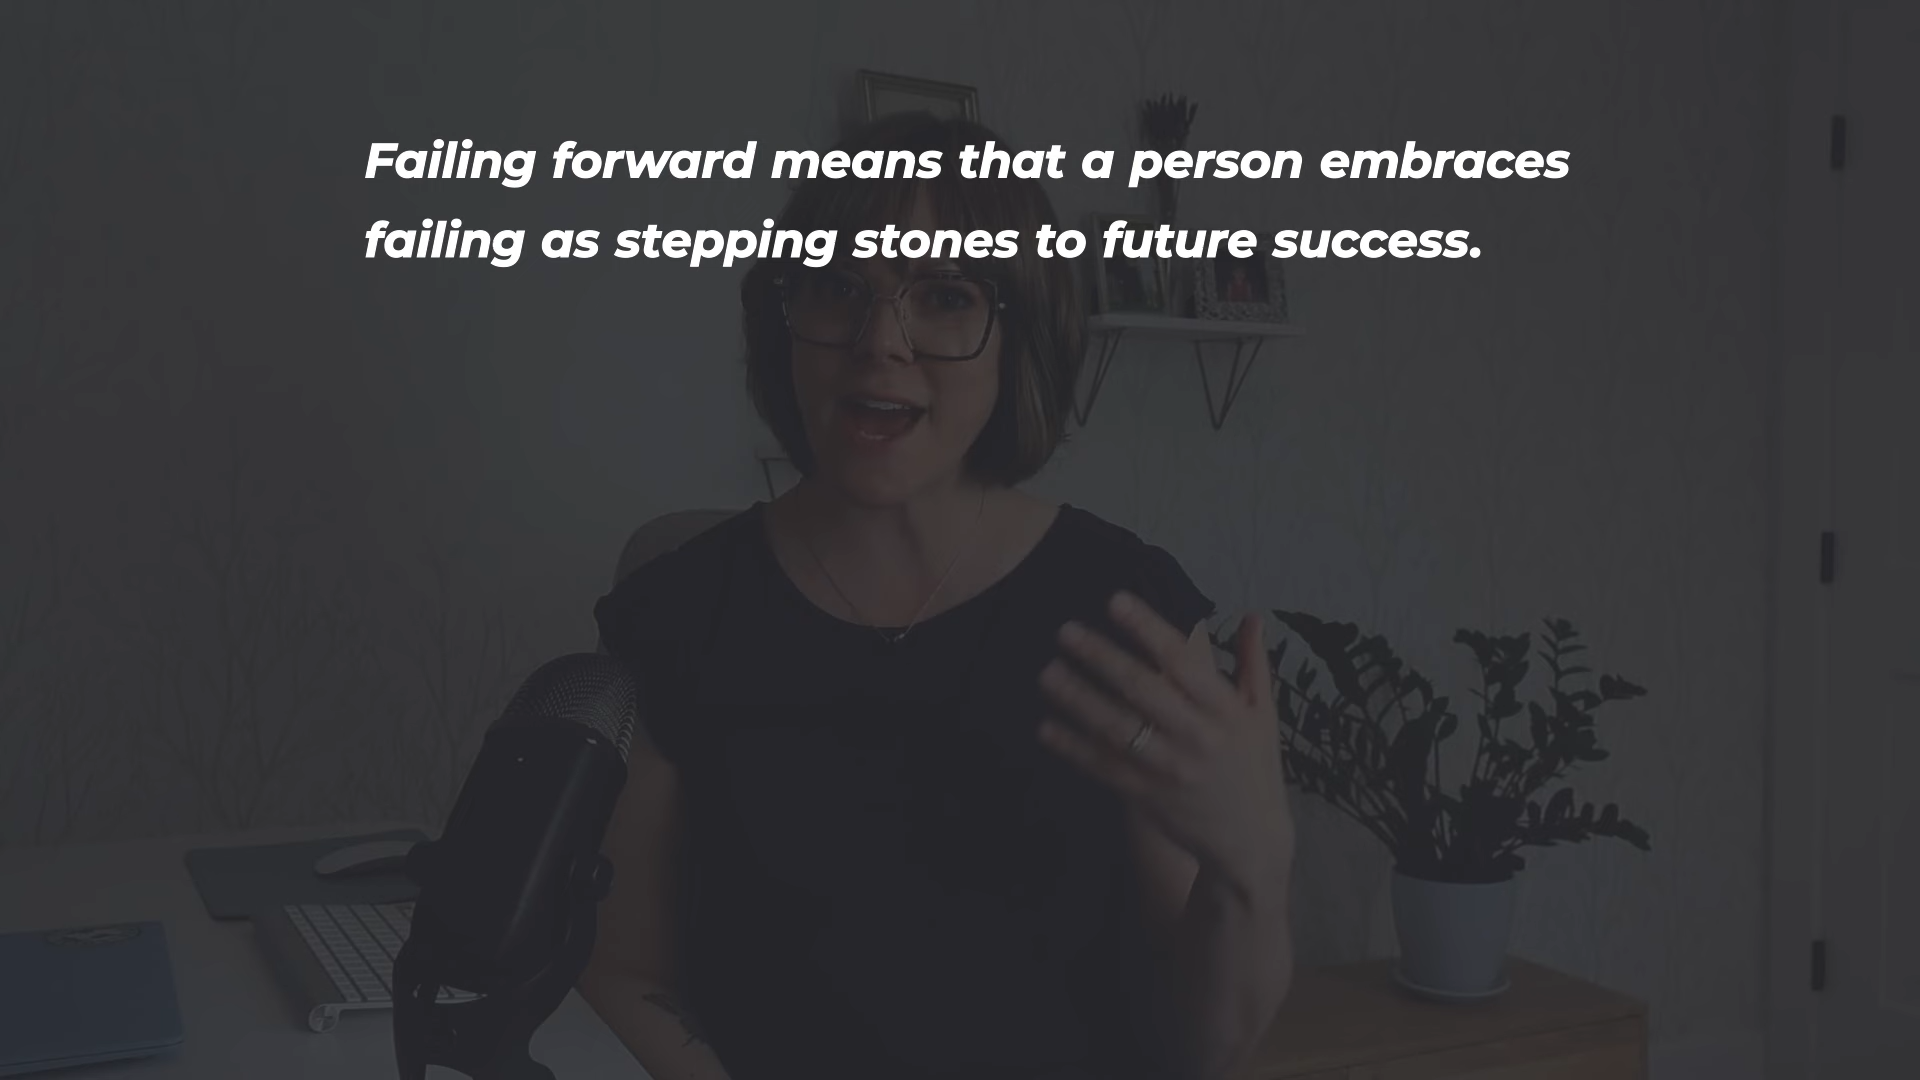 Failing forward means that a person embraces
failing as stepping stones to future success.